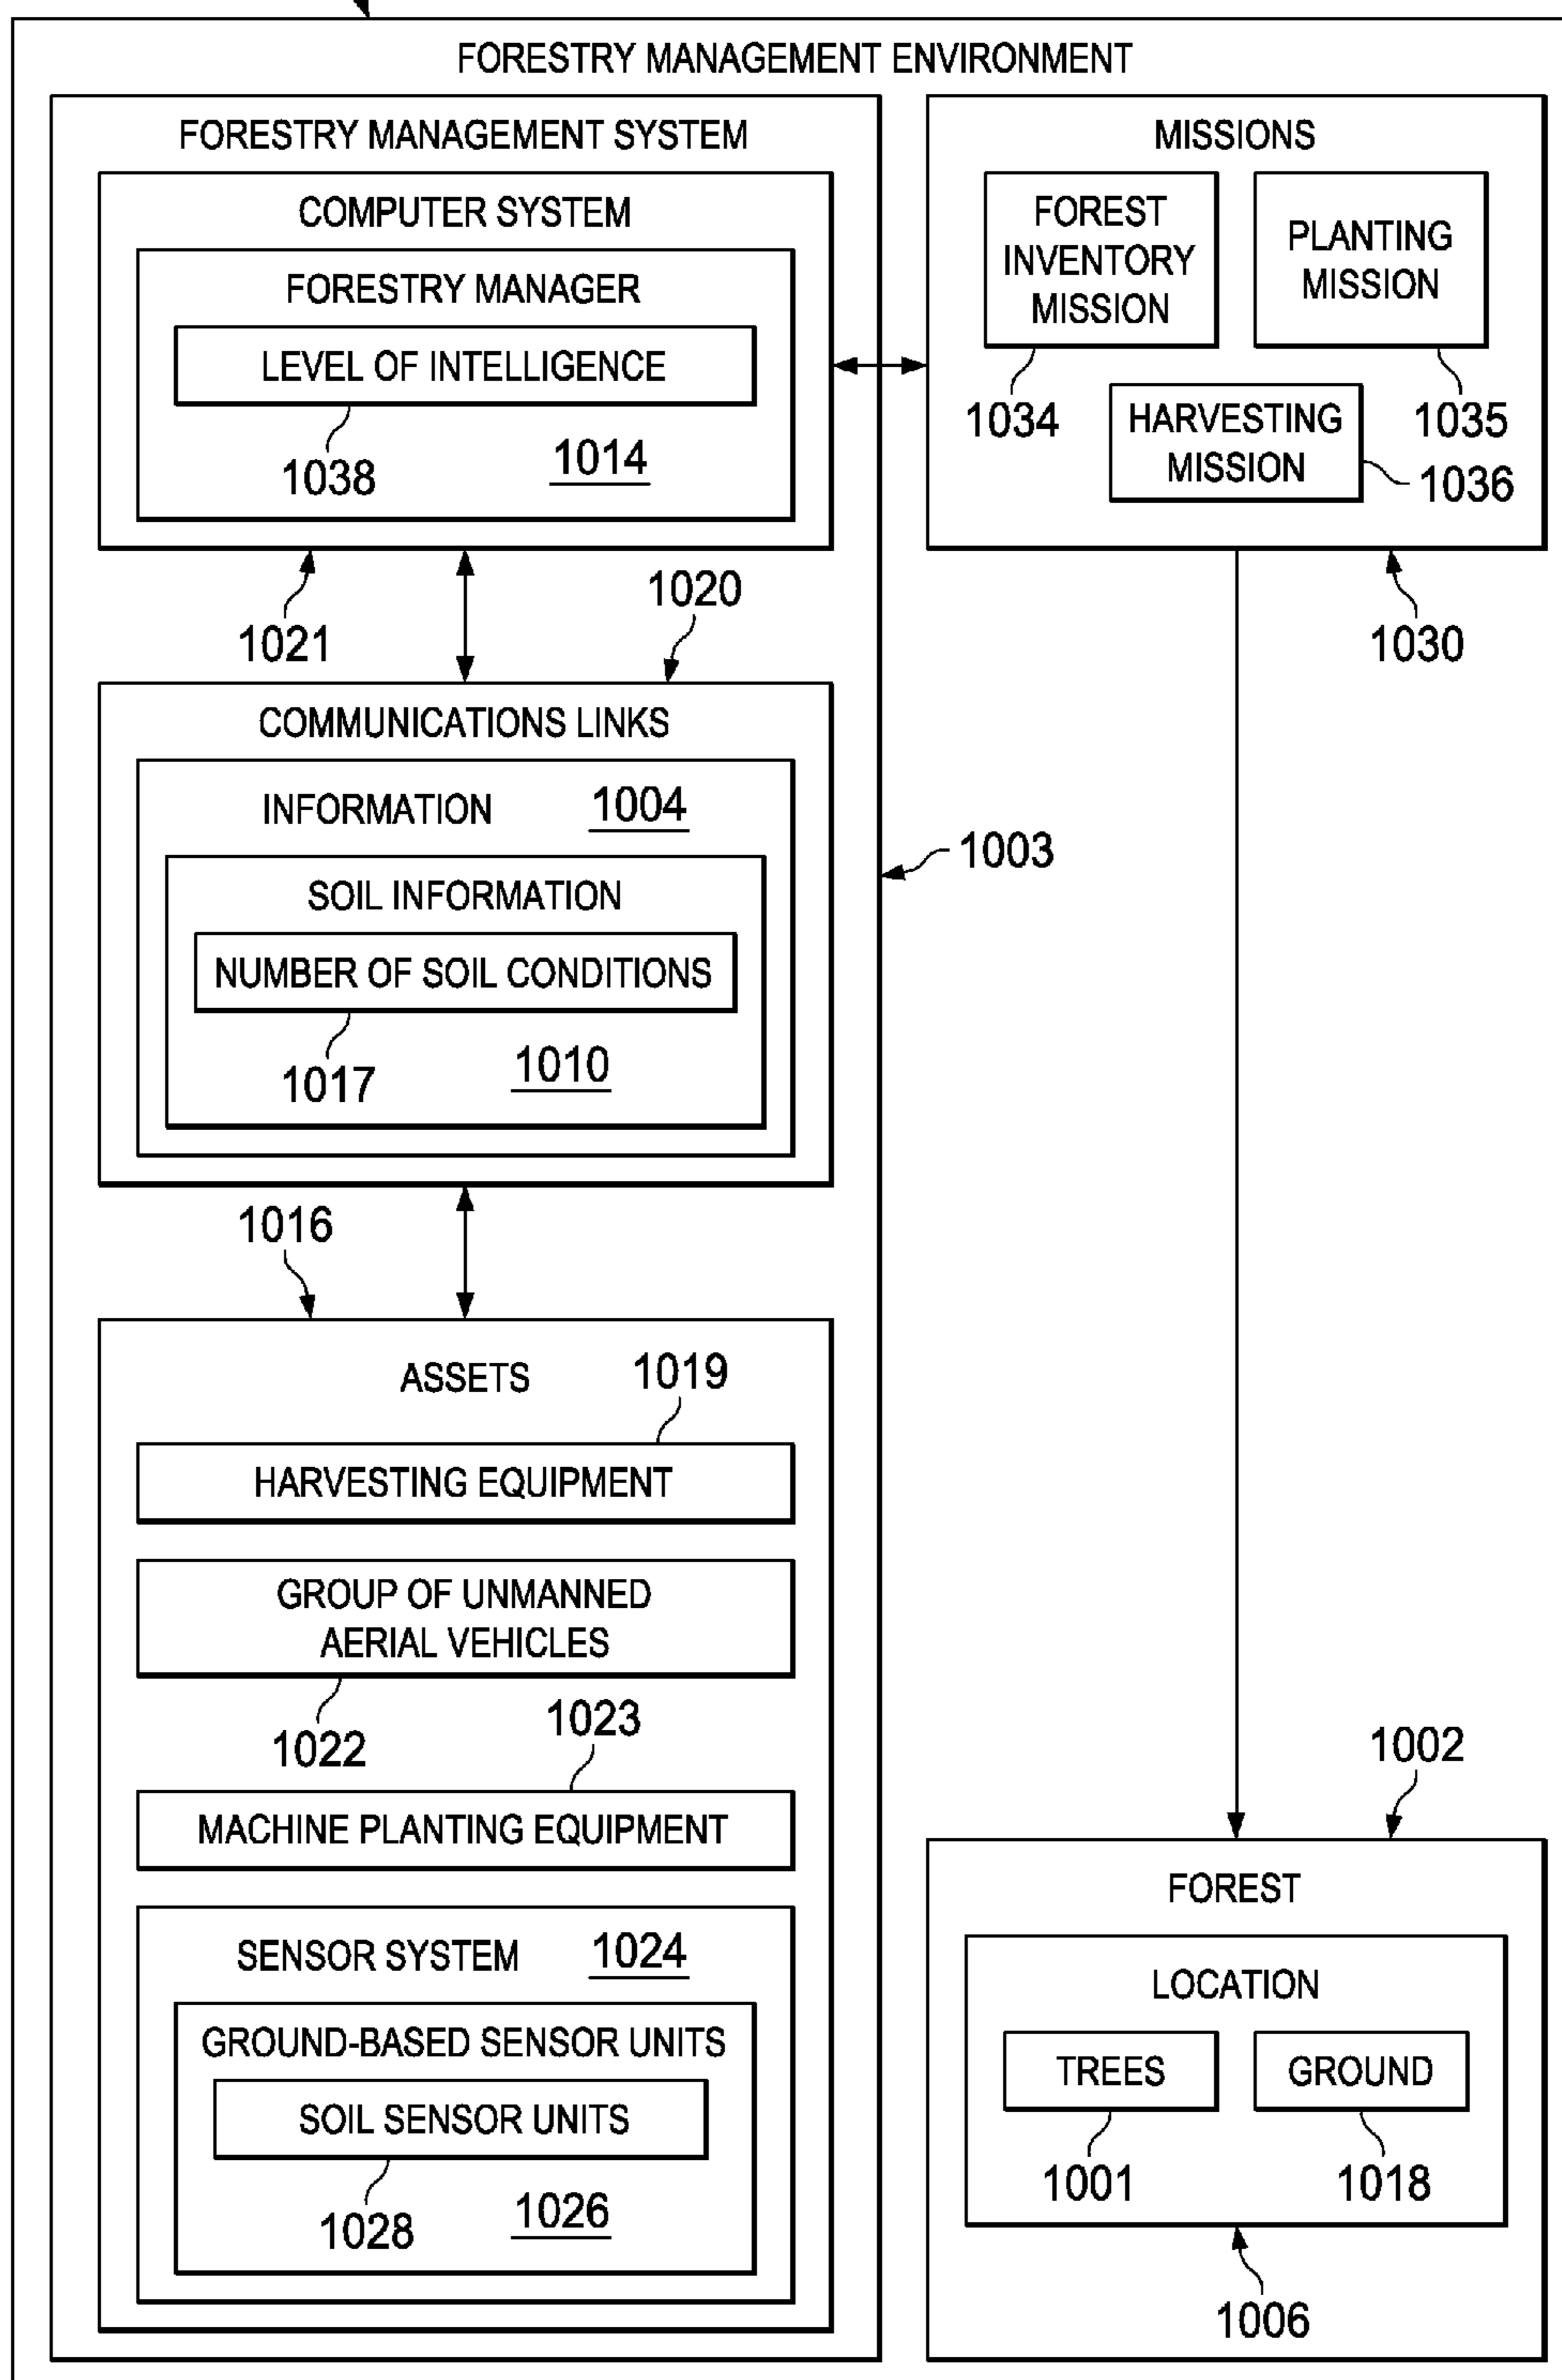 FORESTRY MANAGEMENT ENVIRONMENT
FORESTRY MANAGEMENT SYSTEM
COMPUTER SYSTEM
FORESTRY MANAGER
LEVEL OF INTELLIGENCE
1038
1014
1021
1020
COMMUNICATIONS LINKS
INFORMATION 1004
SOIL INFORMATION
NUMBER OF SOIL CONDITIONS
1017
1010
1003
1016
ASSETS
1019
HARVESTING EQUIPMENT
GROUP OF UNMANNED
AERIAL VEHICLES
1022
1023
MACHINE PLANTING EQUIPMENT
SENSOR SYSTEM 1024
GROUND-BASED SENSOR UNITS
SOIL SENSOR UNITS
1028
1026
MISSIONS
FOREST
INVENTORY
MISSION
1034
PLANTING
MISSION
1035
HARVESTING
MISSION
1036
1030
1002
FOREST
LOCATION
TREES
1001
GROUND
1018
1006